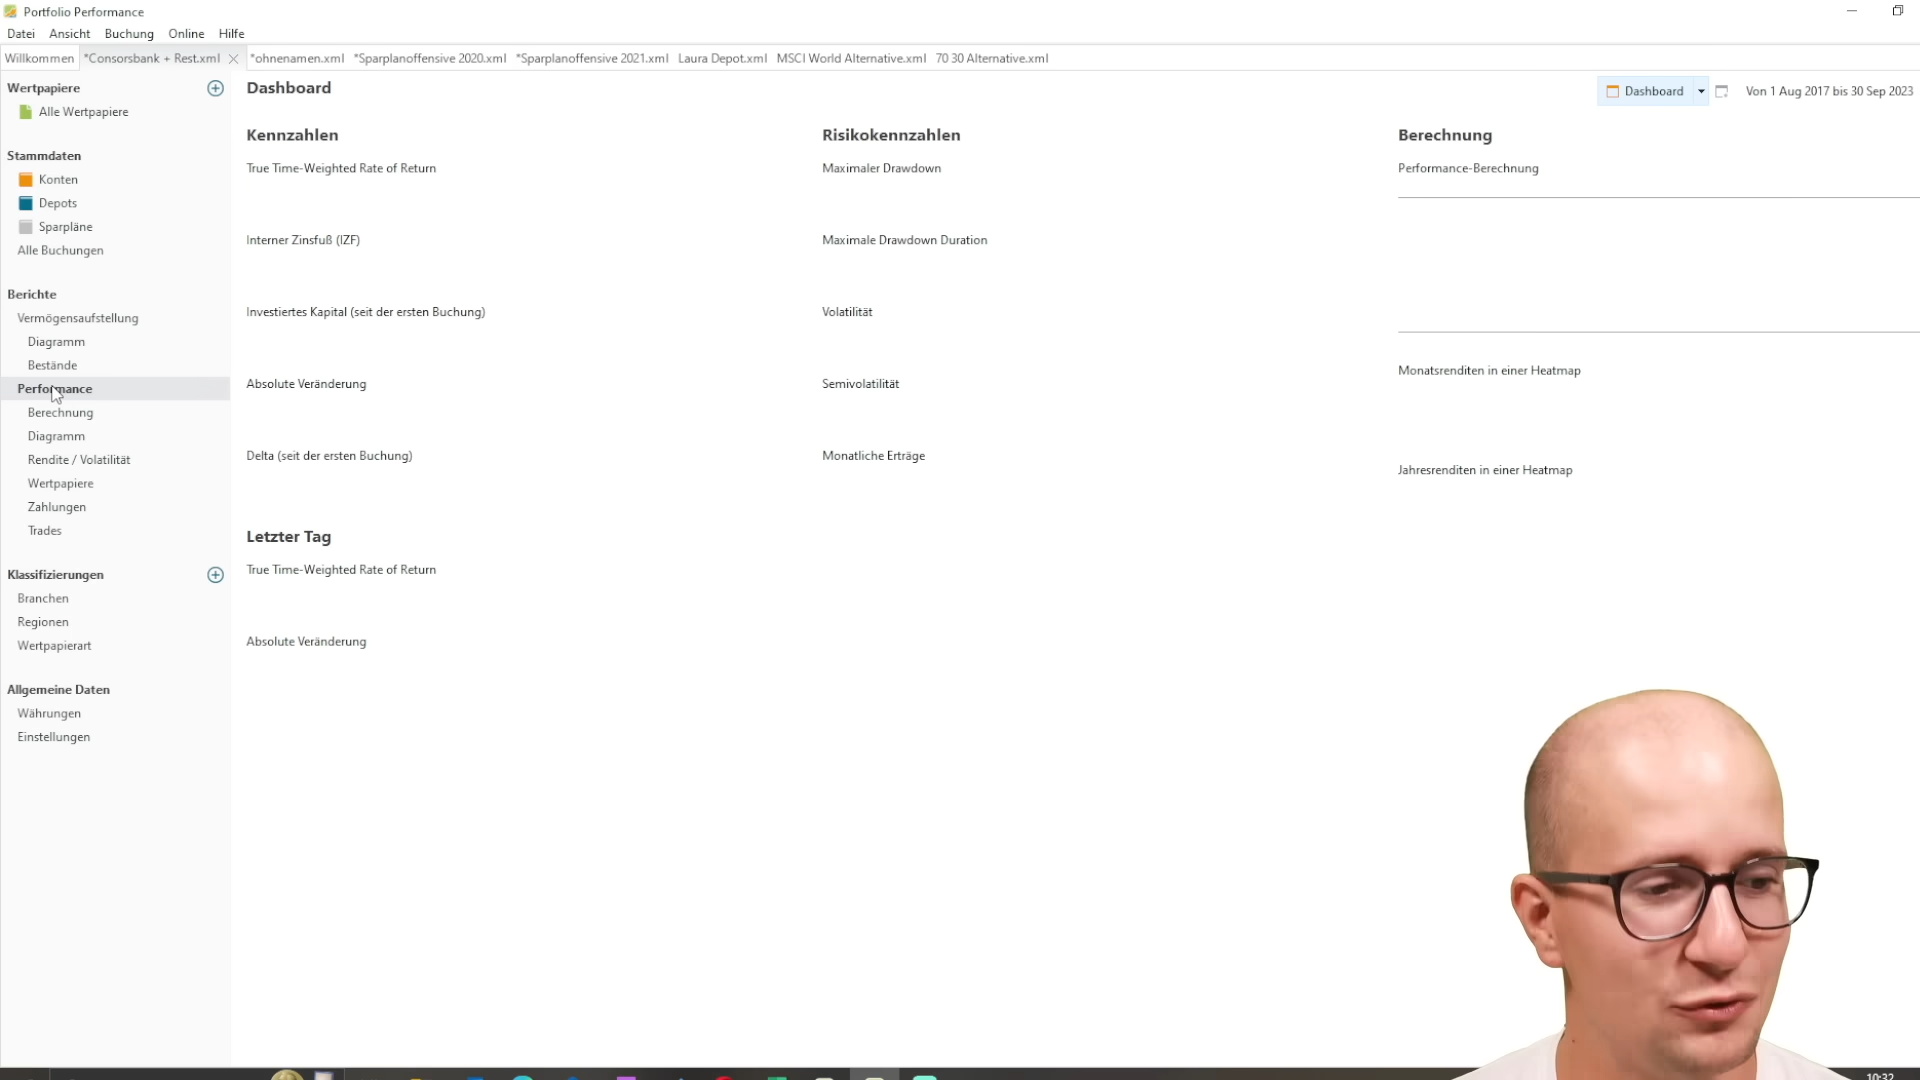 Portfolio Performance
Datei Ansicht Buchung Online Hilfe
Willkommen *Consorsbank + Rest.xml *ohnenamen.xml *Sparplanoffensive 2020.xml *Sparplanoffensive 2021.xml Laura Depot.xml MSCI World Alternative.xml 70 30 Alternative.xml
Wertpapiere
Alle Wertpapiere
Stammdaten
Konten
Depots
Sparpläne
Alle Buchungen
Berichte
Vermögensaufstellung
Diagramm
Bestände
Performance
Berechnung
Diagramm
Rendite / Volatilität
Wertpapiere
Zahlungen
Trades
Klassifizierungen
Branchen
Regionen
Wertpapierart
Allgemeine Daten
Währungen
Einstellungen
Dashboard
Dashboard Von 1 Aug 2017 bis 30 Sep 2023
Kennzahlen
True Time-Weighted Rate of Return
Interner Zinsfuß (IZF)
Investiertes Kapital (seit der ersten Buchung)
Absolute Veränderung
Delta (seit der ersten Buchung)
Letzter Tag
True Time-Weighted Rate of Return
Absolute Veränderung
Risikokennzahlen
Maximaler Drawdown
Maximale Drawdown Duration
Volatilität
Semivolatilität
Monatliche Erträge
Berechnung
Performance-Berechnung
Monatsrenditen in einer Heatmap
Jahresrenditen in einer Heatmap
10:32